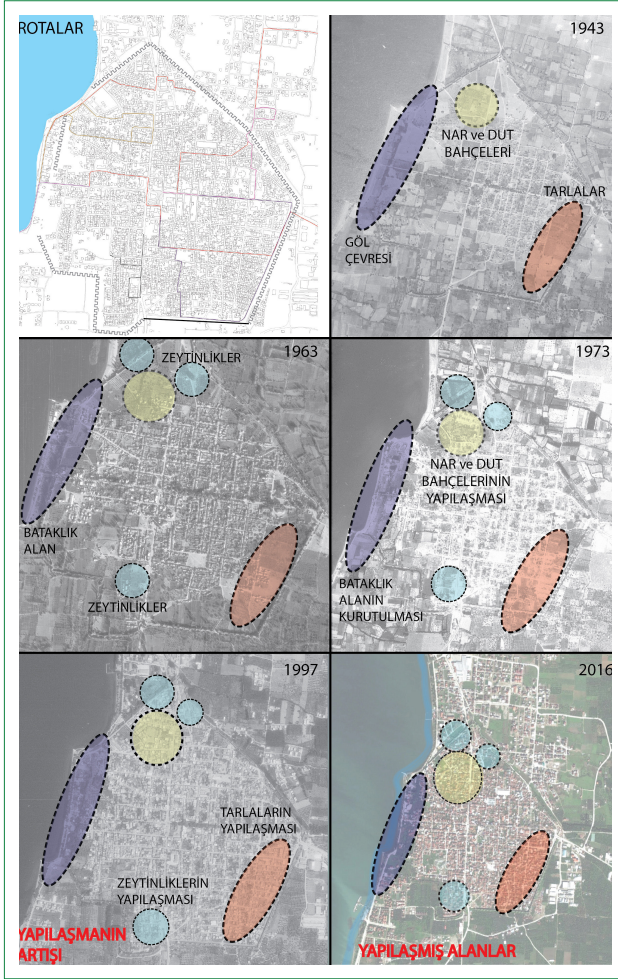 ROTALAR
1943
NAR ve DUT
BAHÇELERİ
TARLALAR
GÖL
ÇEVRESİ
1963
ZEYTİNLİKLER
BATAKLIK
ALAN
ZEYTİNLİKLER
1973
NAR ve DUT
BAHÇELERİNİN
YAPILAŞMASI
BATAKLIK
ALANIN
KURUTULMASI
1997
TARLALARIN
YAPILAŞMASI
ZEYTİNLİKLERİN
YAPILAŞMASI
YAPILAŞMANIN
ARTIŞI
2016
YAPILAŞMIŞ ALANLAR